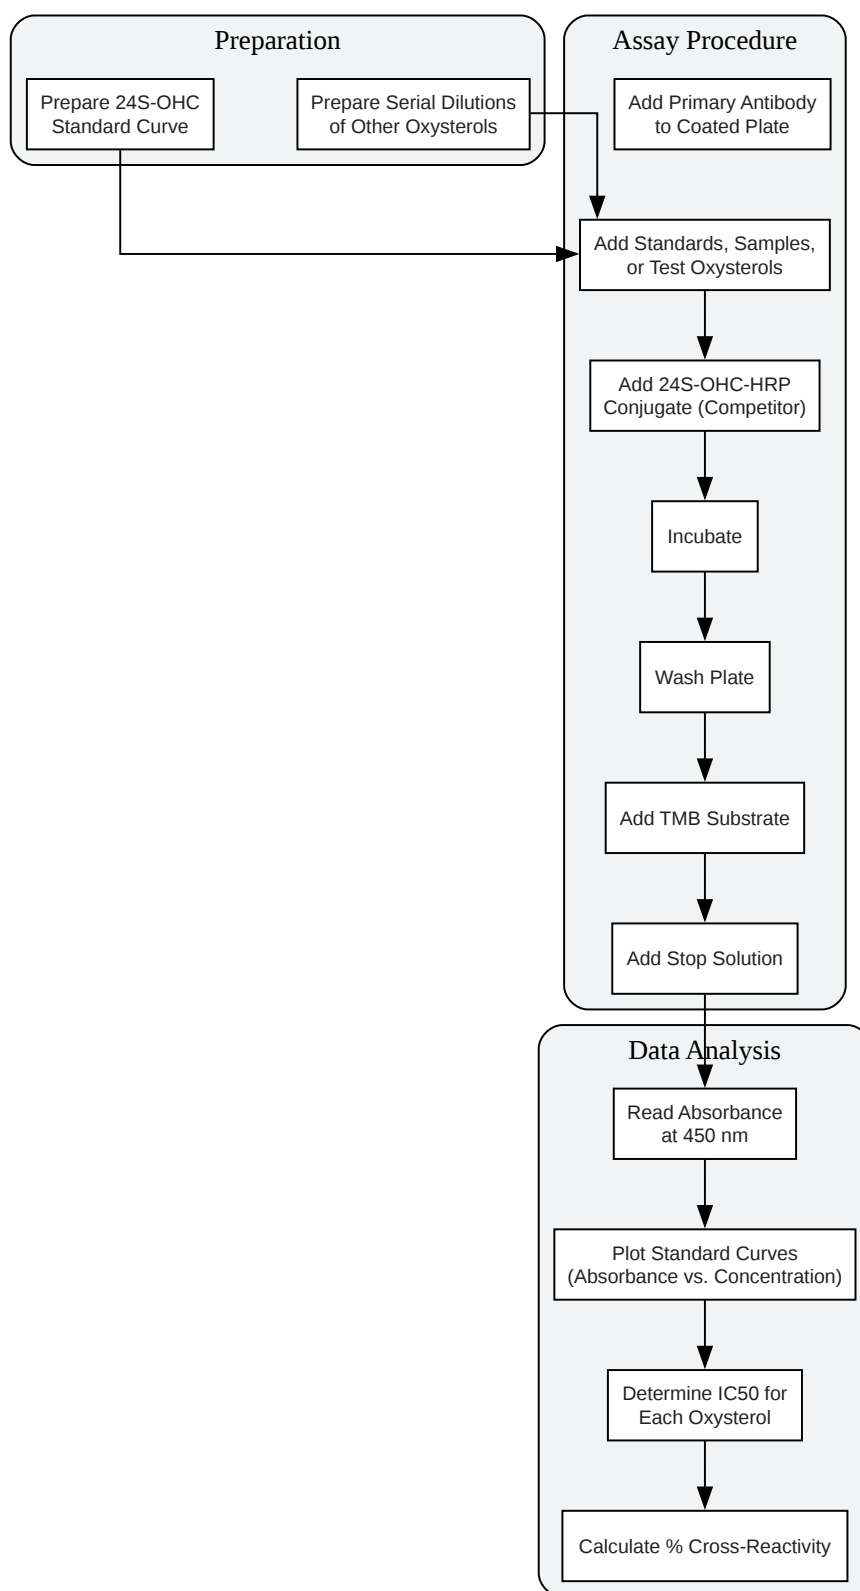 Preparation
Prepare 24S-OHC
Standard Curve
Prepare Serial Dilutions
of Other Oxysterols
Assay Procedure
Add Primary Antibody
to Coated Plate
Add Standards, Samples,
or Test Oxysterols
Add 24S-OHC-HRP
Conjugate (Competitor)
Incubate
Wash Plate
Add TMB Substrate
Add Stop Solution
Data Analysis
Read Absorbance
at 450 nm
Plot Standard Curves
(Absorbance vs. Concentration)
Determine IC50 for
Each Oxysterol
Calculate % Cross-Reactivity